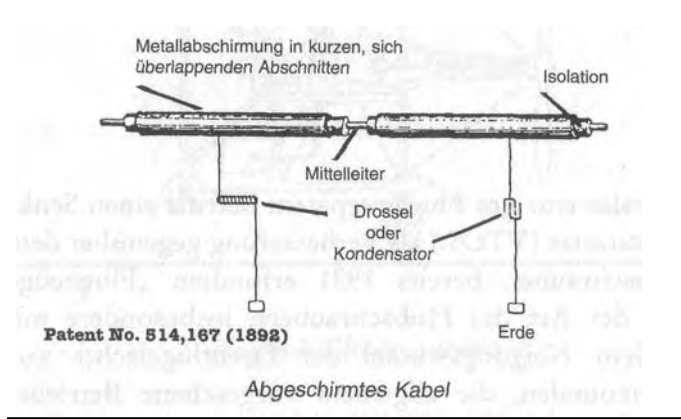 Metallabschirmung in kurzen, sich
überlappenden Abschnitten
Isolation
Mittelleiter
Drossel
oder
Kondensator
Patent No. 514,167 (1892)
Erde
Abgeschirmtes Kabel